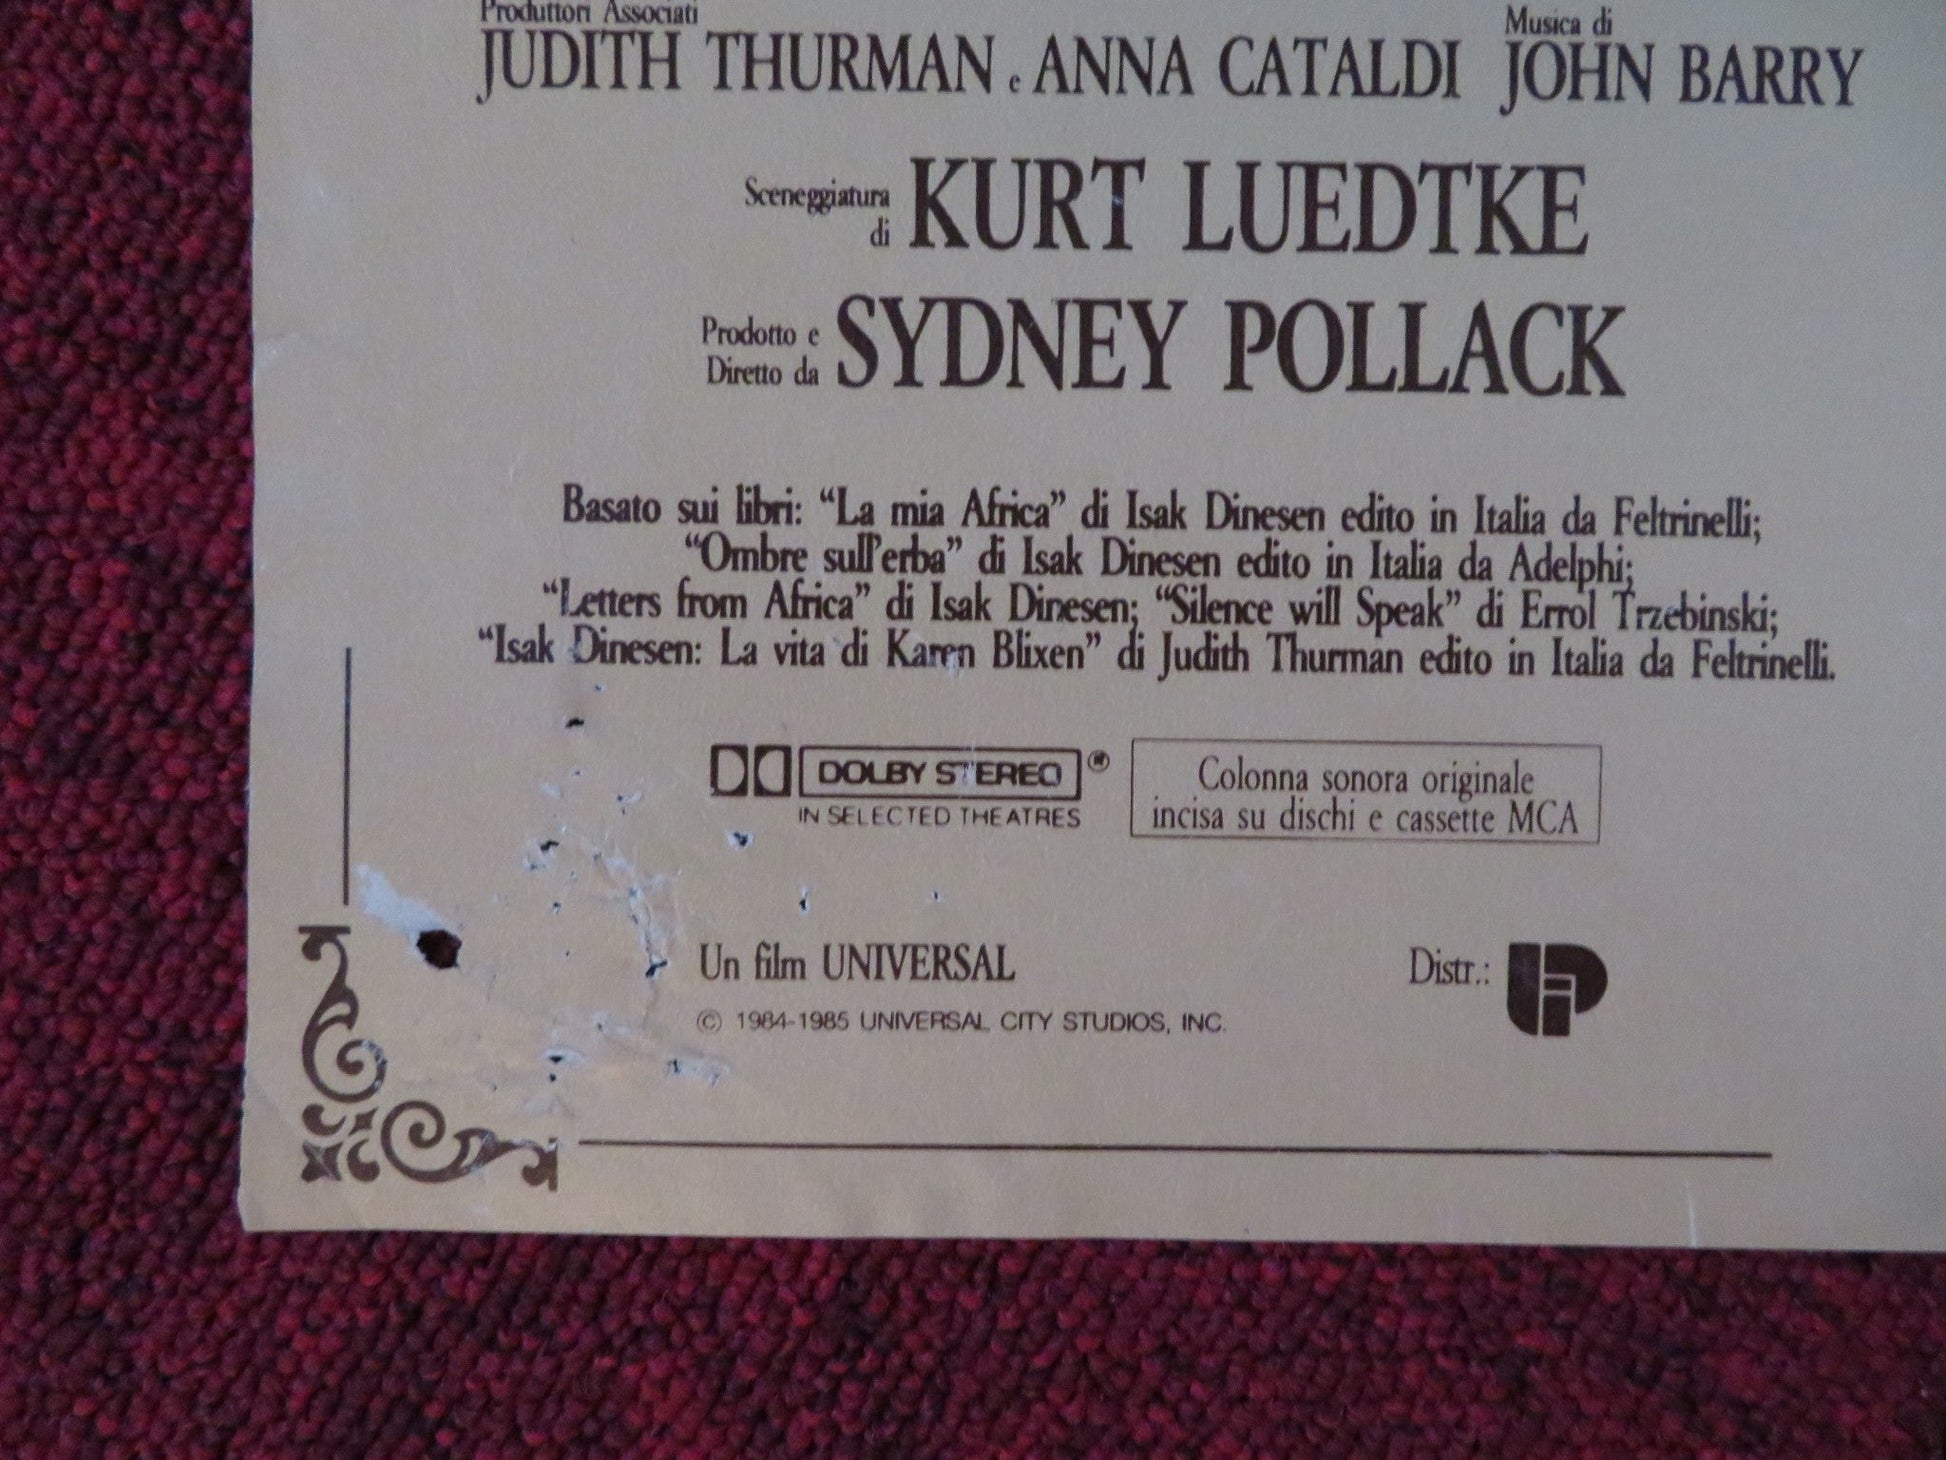 Produttori Associati
Musica di
JUDITH THURMAN e ANNA CATALDI JOHN BARRY
Sceneggiatura
di KURT LUEDTKE
Prodotto e
Diretto da SYDNEY POLLACK
Basato sui libri: “La mia Africa” di Isak Dinesen edito in Italia da Feltrinelli;
“Ombre sull'erba” di Isak Dinesen edito in Italia da Adelphi;
“Letters from Africa” di Isak Dinesen; “Silence will Speak” di Errol Trzebinski;
“Isak Dinesen: La vita di Karen Blixen” di Judith Thurman edito in Italia da Feltrinelli.
DOLBY STEREO ®
IN SELECTED THEATRES
Colonna sonora originale
incisa su dischi e cassette MCA
Un film UNIVERSAL
Distr.:
© 1984-1985 UNIVERSAL CITY STUDIOS, INC.